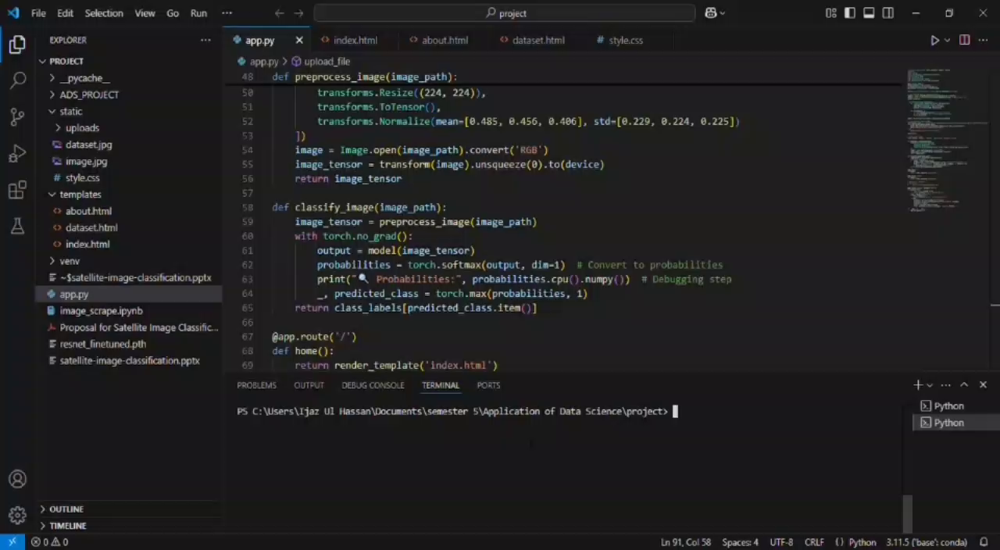 File Edit Selection View Go Run ··· project
EXPLORER ···
PROJECT
__pycache__
ADS_PROJECT
static
uploads
dataset.jpg
image.jpg
# style.css
templates
<> about.html
<> dataset.html
<> index.html
venv
~$satellite-image-classification.pptx
app.py
image_scrape.ipynb
Proposal for Satellite Image Classific...
resnet_finetuned.pth
satellite-image-classification.pptx
OUTLINE
TIMELINE
app.py <> index.html <> about.html <> dataset.html # style.css
app.py > upload_file
48 def preprocess_image(image_path):
50 transforms.Resize((224, 224)),
51 transforms.ToTensor(),
52 transforms.Normalize(mean=[0.485, 0.456, 0.406], std=[0.229, 0.224, 0.225])
53 ])
54 image = Image.open(image_path).convert('RGB')
55 image_tensor = transform(image).unsqueeze(0).to(device)
56 return image_tensor
57
58 def classify_image(image_path):
59 image_tensor = preprocess_image(image_path)
60 with torch.no_grad():
61 output = model(image_tensor)
62 probabilities = torch.softmax(output, dim=1) # Convert to probabilities
63 print("🔍 Probabilities:", probabilities.cpu().numpy()) # Debugging step
64 _, predicted_class = torch.max(probabilities, 1)
65 return class_labels[predicted_class.item()]
66
67 @app.route('/')
68 def home():
69 return render_template('index.html')
PROBLEMS OUTPUT DEBUG CONSOLE TERMINAL PORTS
PS C:\Users\Ijaz Ul Hassan\Documents\semester 5\Application of Data Science\project>
Python
Python
0 0 Ln 91, Col 58 Spaces: 4 UTF-8 CRLF {} Python 3.11.5 ('base': conda)